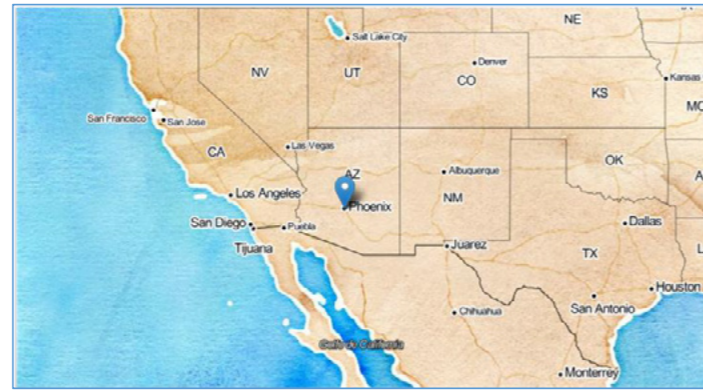 NE
Salt Lake City
Denver
NV
UT
CO
Kansas
KS
MO
San Francisco
San Jose
CA
Las Vegas
AZ
Albuquerque
OK
A
Los Angeles
Phoenix
NM
San Diego
Puebla
Dallas
Tijuana
Juarez
TX
L
Houston
San Antonio
Chihuahua
Golfo de California
Monterrey